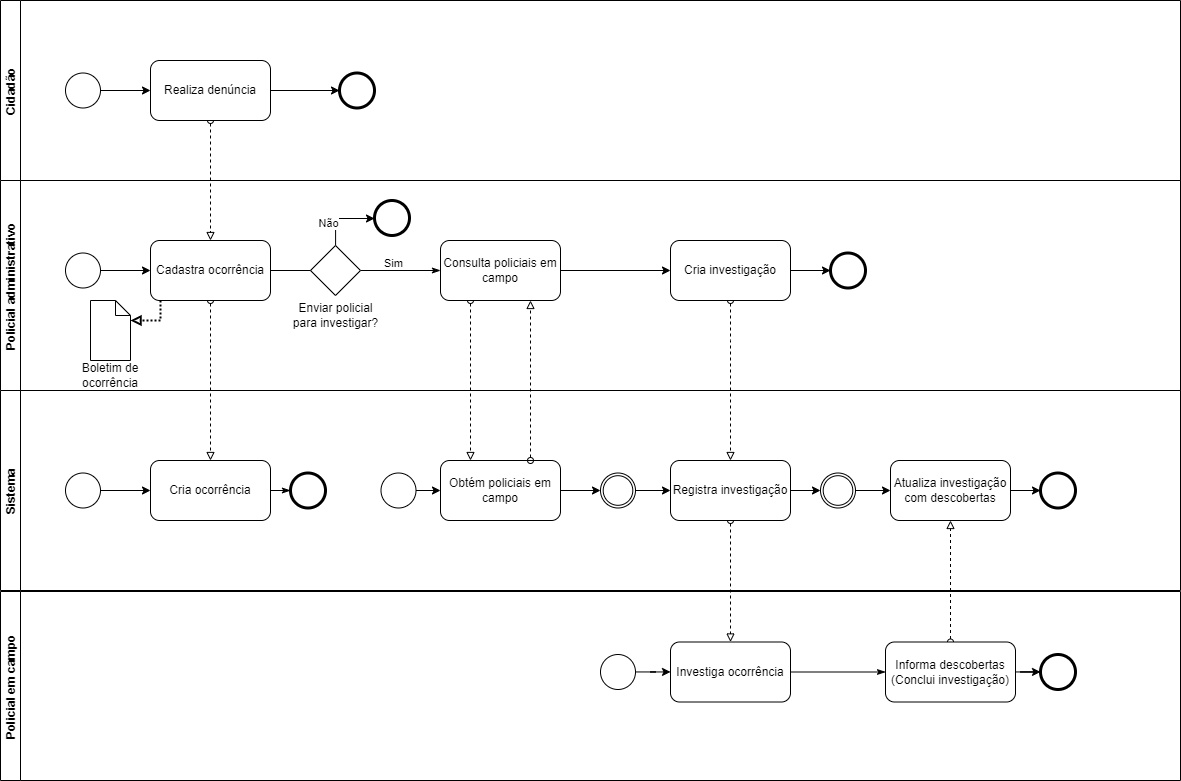 Cidadão
Realiza denúncia
Policial administrativo
Não
Cadastra ocorrência
Sim
Consulta policiais em
campo
Cria investigação
Enviar policial
para investigar?
Boletim de
ocorrência
Sistema
Cria ocorrência
Obtém policiais em
campo
Registra investigação
Atualiza investigação
com descobertas
Policial em campo
Investiga ocorrência
Informa descobertas
(Conclui investigação)